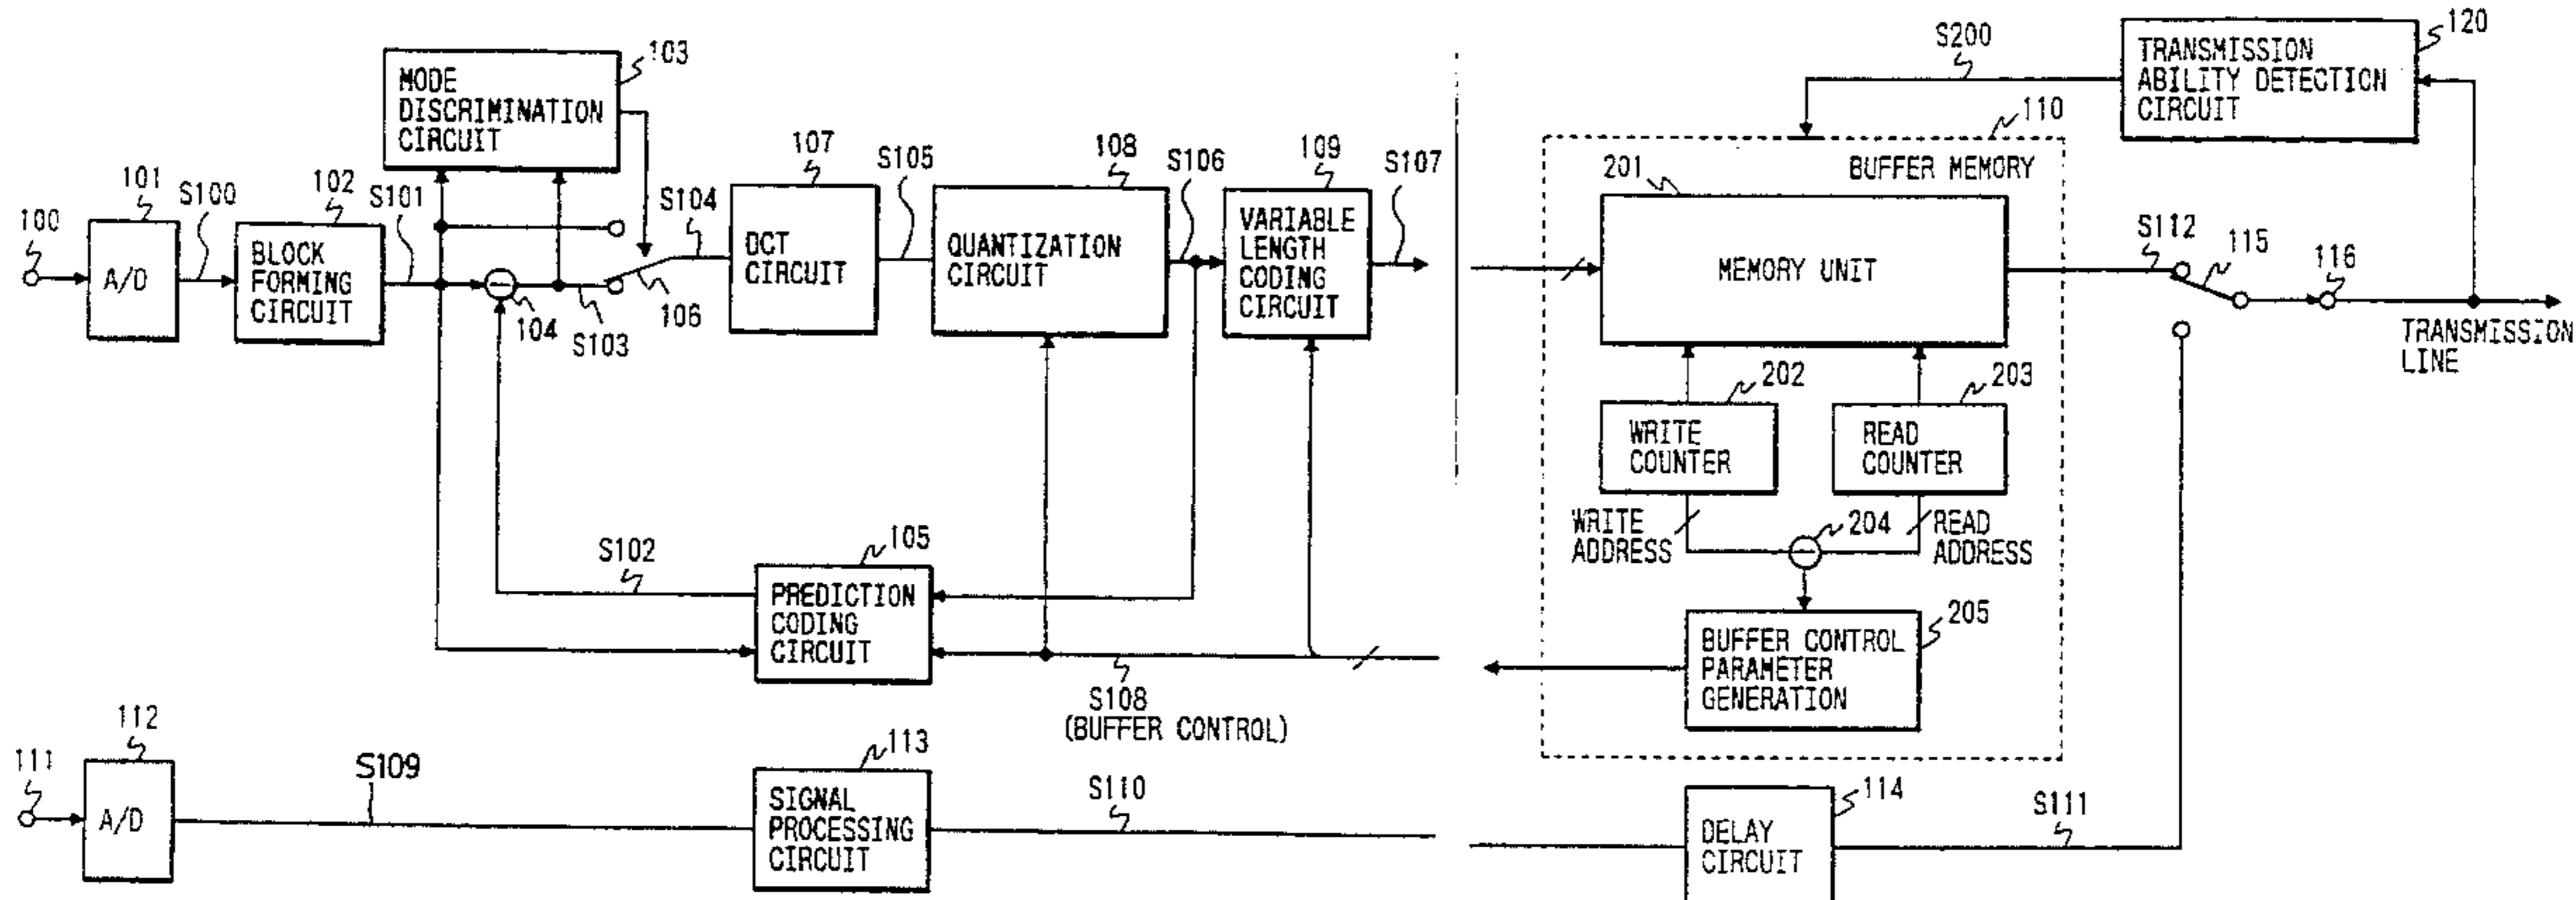 103
MODE
DISCRIMINATION
CIRCUIT
100
101
A/D
S100
102
BLOCK
FORMING
CIRCUIT
S101
104
S103
106
S104
107
DCT
CIRCUIT
S105
108
QUANTIZATION
CIRCUIT
S106
109
VARIABLE
LENGTH
CODING
CIRCUIT
S107
S102
105
PREDICTION
CODING
CIRCUIT
S108
(BUFFER CONTROL)
111
112
A/D
S109
113
SIGNAL
PROCESSING
CIRCUIT
S110
S200
120
TRANSMISSION
ABILITY DETECTION
CIRCUIT
110
BUFFER MEMORY
201
MEMORY UNIT
202
WRITE
COUNTER
203
READ
COUNTER
WRITE
ADDRESS
204
READ
ADDRESS
205
BUFFER CONTROL
PARAMETER
GENERATION
S112
115
116
TRANSMISSION
LINE
114
DELAY
CIRCUIT
S111